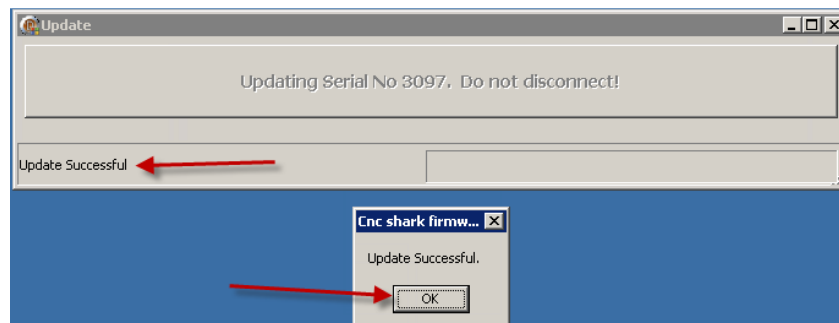 Update
Updating Serial No 3097. Do not disconnect!
Update Successful
Cnc shark firmw...
Update Successful.
OK